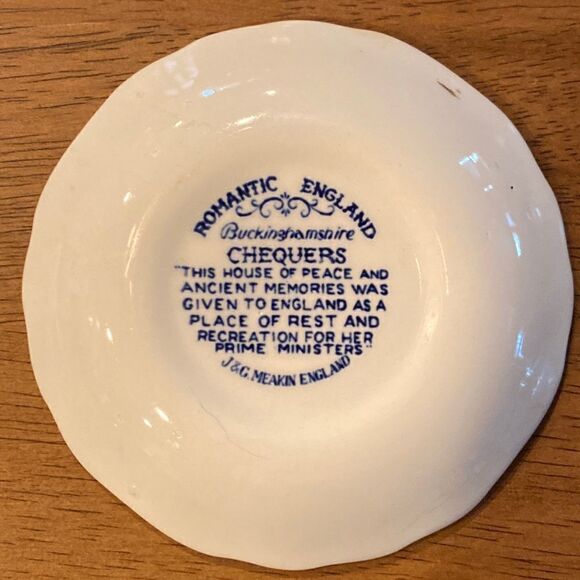 ROMANTIC ENGLAND
Buckinghamshire
CHEQUERS
"THIS HOUSE OF PEACE AND
ANCIENT MEMORIES WAS
GIVEN TO ENGLAND AS A
PLACE OF REST AND
RECREATION FOR HER
PRIME MINISTERS"
J&G. MEAKIN ENGLAND